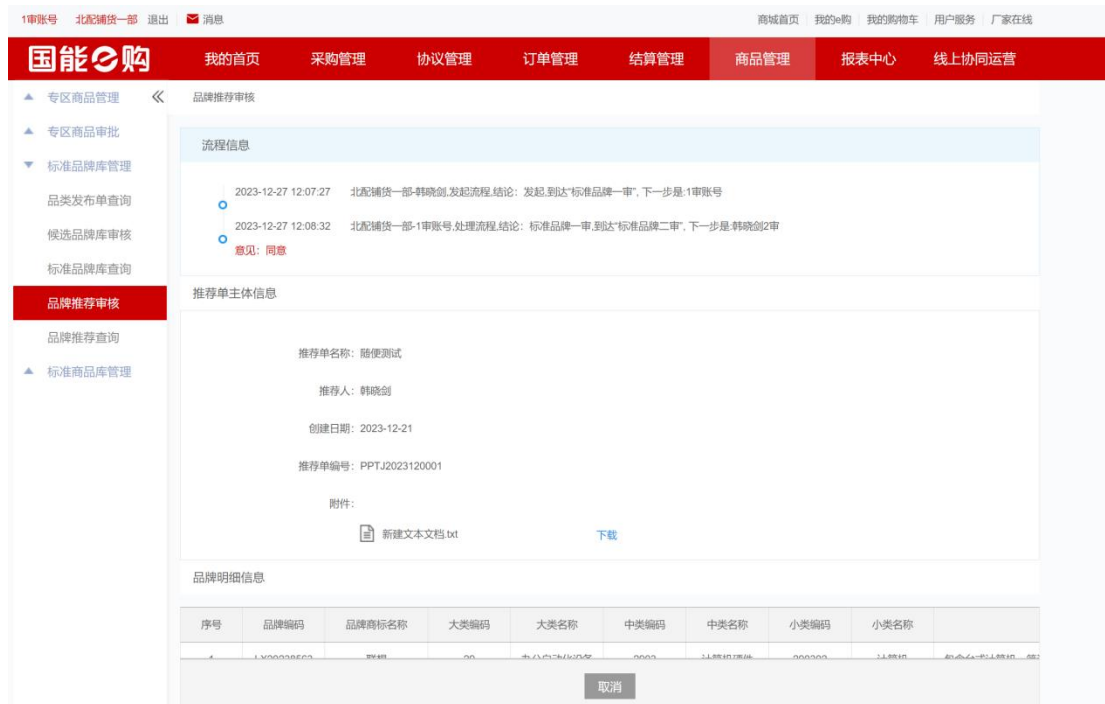 1审账号 北配铺货一部 退出 消息 商城首页 我的e购 我的购物车 用户服务 厂家在线
国能e购 我的首页 采购管理 协议管理 订单管理 结算管理 商品管理 报表中心 线上协同运营
专区商品管理
品牌推荐审核
专区商品审批
标准品牌库管理
品类发布单查询
候选品牌库审核
标准品牌库查询
品牌推荐审核
品牌推荐查询
标准商品库管理
流程信息
2023-12-27 12:07:27 北配铺货一部-韩晓剑,发起流程,结论：发起,到达“标准品牌一审”, 下一步是:1审账号
2023-12-27 12:08:32 北配铺货一部-1审账号,处理流程,结论：标准品牌一审,到达“标准品牌二审”, 下一步是:韩晓剑2审
意见：同意
推荐单主体信息
推荐单名称：随便测试
推荐人：韩晓剑
创建日期：2023-12-21
推荐单编号：PPTJ2023120001
附件：
新建文本文档.txt 下载
品牌明细信息
序号 品牌编码 品牌商标名称 大类编码 大类名称 中类编码 中类名称 小类编码 小类名称
取消